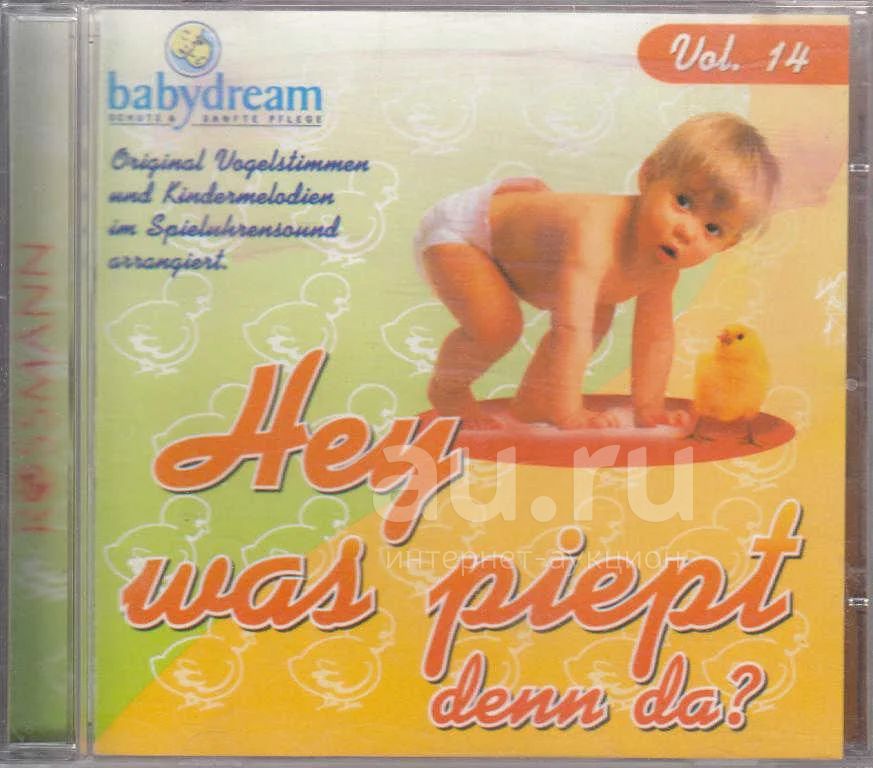 Vol. 14
babydream
SCHUTZ & SANFTE PFLEGE
Original Vogelstimmen
und Kindermelodien
im Spieluhrensound
arrangiert.
ROSSMANN
Hey
was piept
denn da?
au.ru
интернет-аукцион